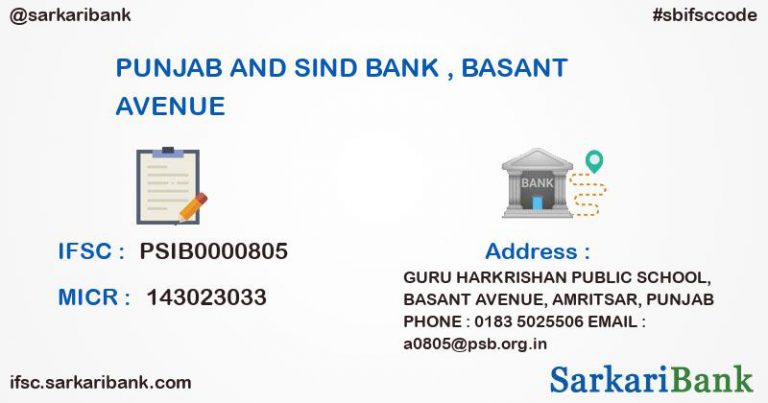 @sarkaribank
#sbifsccode
PUNJAB AND SIND BANK , BASANT
AVENUE
BANK
IFSC : PSIB0000805
MICR : 143023033
Address :
GURU HARKRISHAN PUBLIC SCHOOL,
BASANT AVENUE, AMRITSAR, PUNJAB
PHONE : 0183 5025506 EMAIL :
a0805@psb.org.in
ifsc.sarkaribank.com
SarkariBank